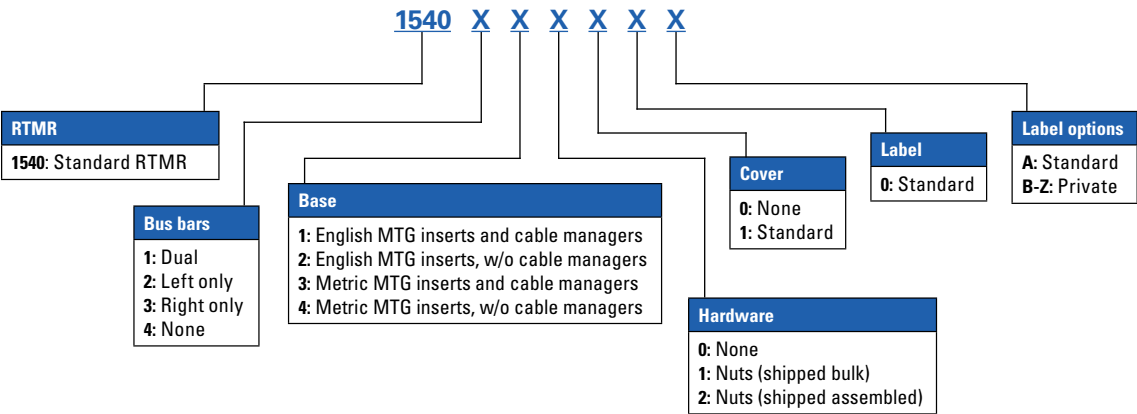 1540 X X X X X X
RTMR
1540: Standard RTMR
Bus bars
1: Dual
2: Left only
3: Right only
4: None
Base
1: English MTG inserts and cable managers
2: English MTG inserts, w/o cable managers
3: Metric MTG inserts and cable managers
4: Metric MTG inserts, w/o cable managers
Hardware
0: None
1: Nuts (shipped bulk)
2: Nuts (shipped assembled)
Cover
0: None
1: Standard
Label
0: Standard
Label options
A: Standard
B-Z: Private